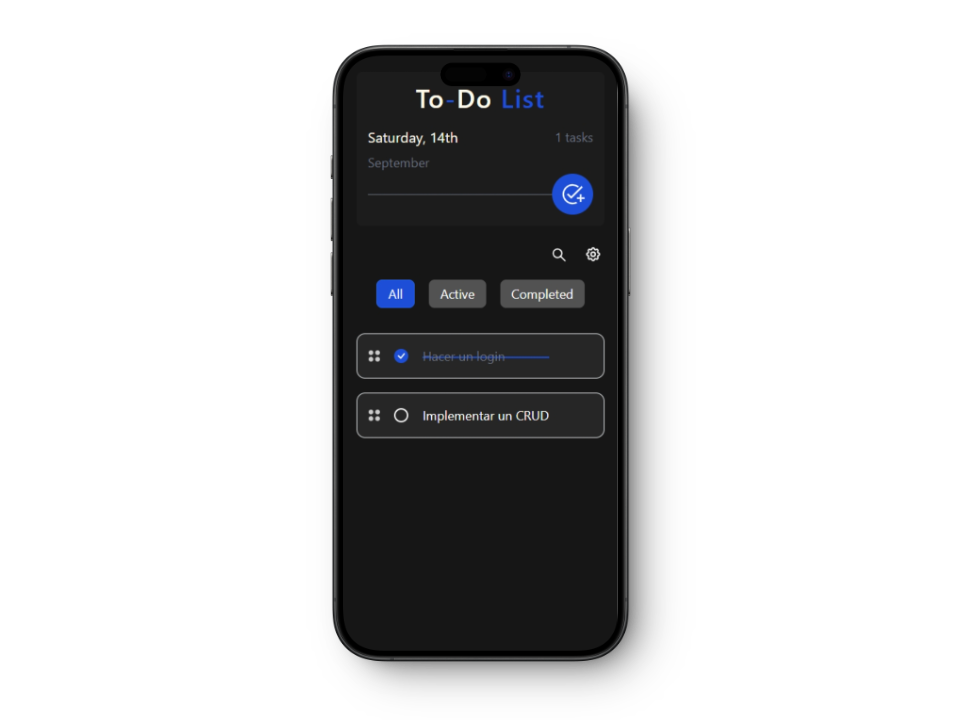 To-Do List
Saturday, 14th
1 tasks
September
All
Active
Completed
Hacer un login
Implementar un CRUD